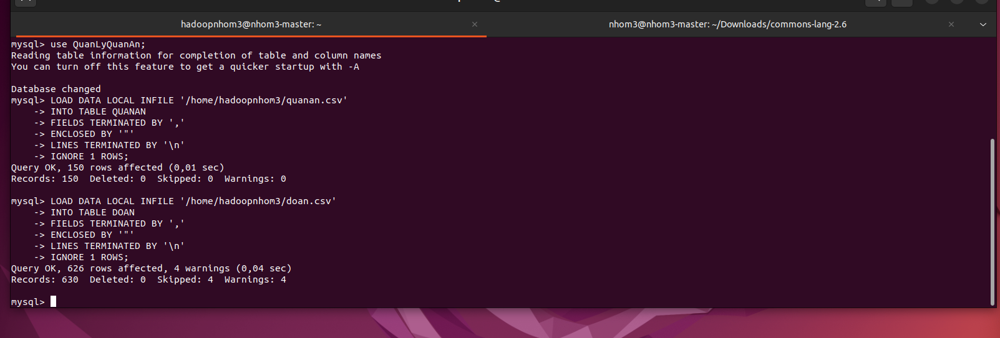 hadoopnhom3@nhom3-master: ~
nhom3@nhom3-master: ~/Downloads/commons-lang-2.6
mysql> use QuanLyQuanAn;
Reading table information for completion of table and column names
You can turn off this feature to get a quicker startup with -A
Database changed
mysql> LOAD DATA LOCAL INFILE '/home/hadoopnhom3/quanan.csv'
    -> INTO TABLE QUANAN
    -> FIELDS TERMINATED BY ','
    -> ENCLOSED BY '"'
    -> LINES TERMINATED BY '\n'
    -> IGNORE 1 ROWS;
Query OK, 150 rows affected (0,01 sec)
Records: 150  Deleted: 0  Skipped: 0  Warnings: 0
mysql> LOAD DATA LOCAL INFILE '/home/hadoopnhom3/doan.csv'
    -> INTO TABLE DOAN
    -> FIELDS TERMINATED BY ','
    -> ENCLOSED BY '"'
    -> LINES TERMINATED BY '\n'
    -> IGNORE 1 ROWS;
Query OK, 626 rows affected, 4 warnings (0,04 sec)
Records: 630  Deleted: 0  Skipped: 4  Warnings: 4
mysql>